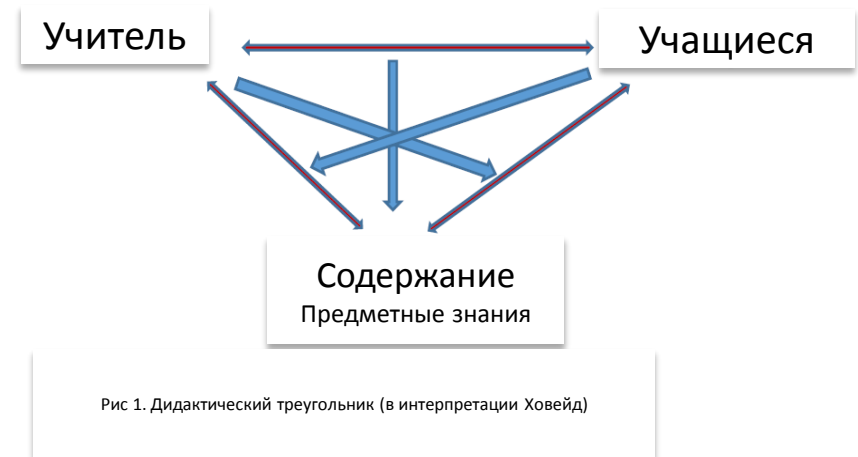 Учитель
Учащиеся
Содержание
Предметные знания
Рис 1. Дидактический треугольник (в интерпретации Ховейд)